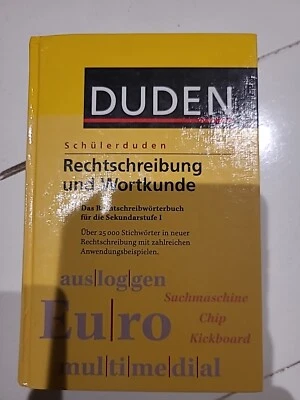 DUDEN
Schülerduden
Rechtschreibung
und Wortkunde
Das Rechtschreibwörterbuch
für die Sekundarstufe I
Über 25 000 Stichwörter in neuer
Rechtschreibung mit zahlreichen
Anwendungsbeispielen.
aus|log|gen
Suchmaschine
Eu|ro
Chip
Kickboard
mul|ti|me|di|al